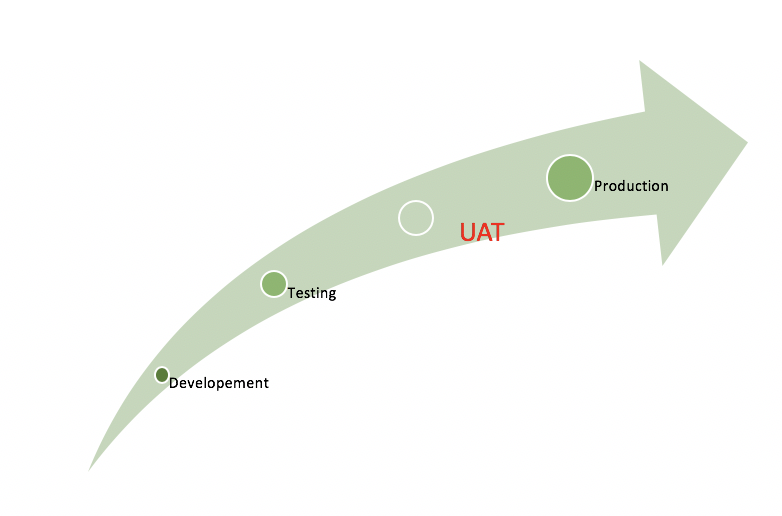 Production
UAT
Testing
Developement